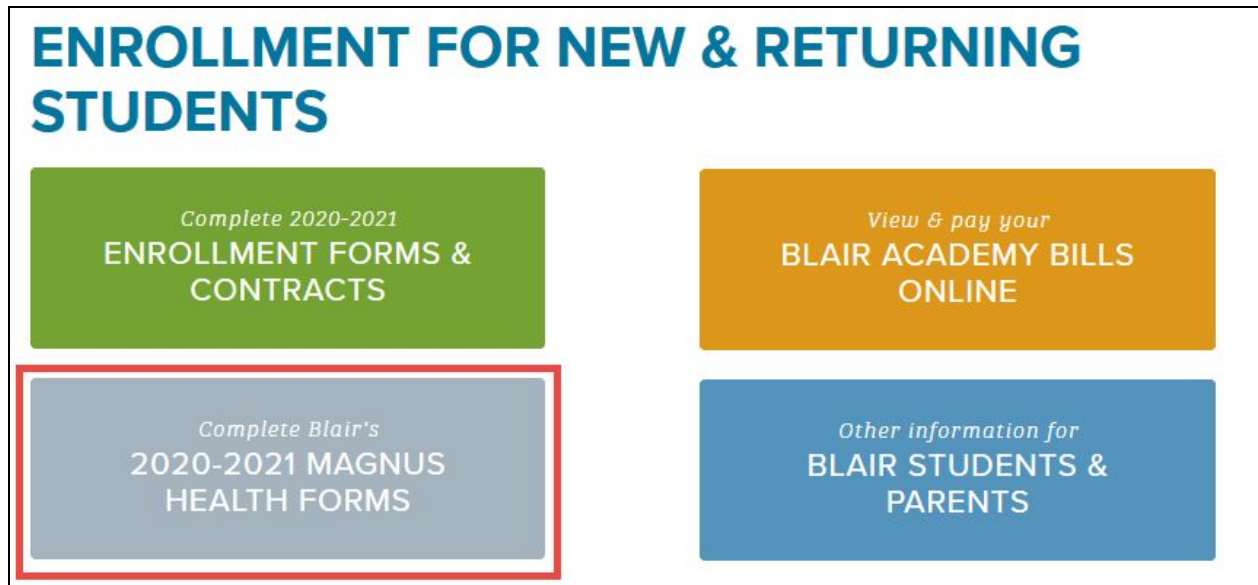 ENROLLMENT FOR NEW & RETURNING
STUDENTS
Complete 2020-2021
ENROLLMENT FORMS &
CONTRACTS
View & pay your
BLAIR ACADEMY BILLS
ONLINE
Complete Blair's
2020-2021 MAGNUS
HEALTH FORMS
Other information for
BLAIR STUDENTS &
PARENTS